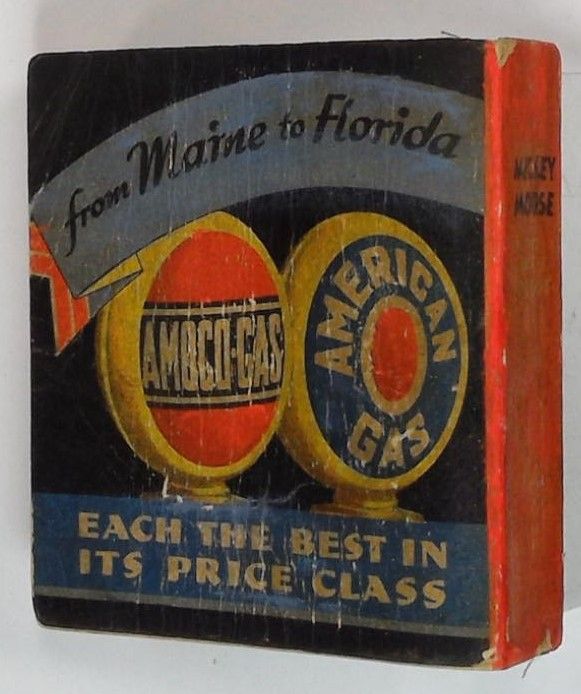 from Maine to Florida
AMOCO-GAS
AMERICAN
GAS
EACH THE BEST IN
ITS PRICE CLASS
MICKEY
MOUSE